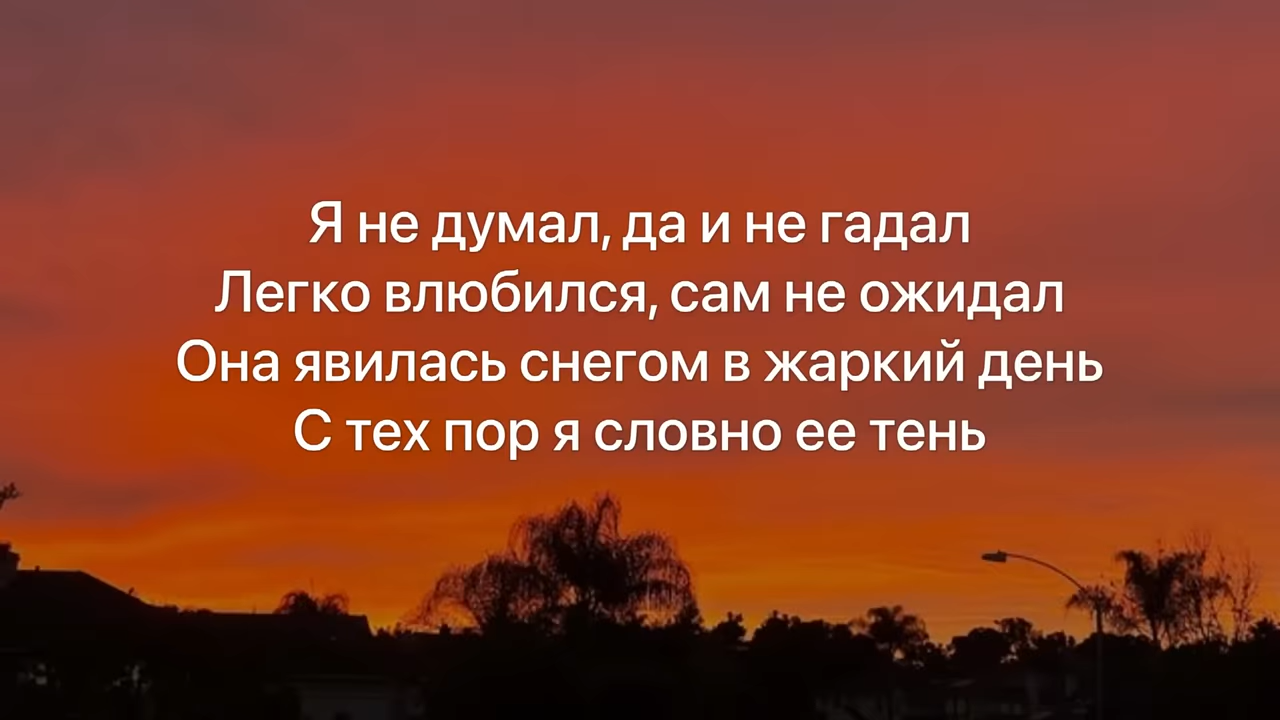 Я не думал, да и не гадал
Легко влюбился, сам не ожидал
Она явилась снегом в жаркий день
С тех пор я словно ее тень